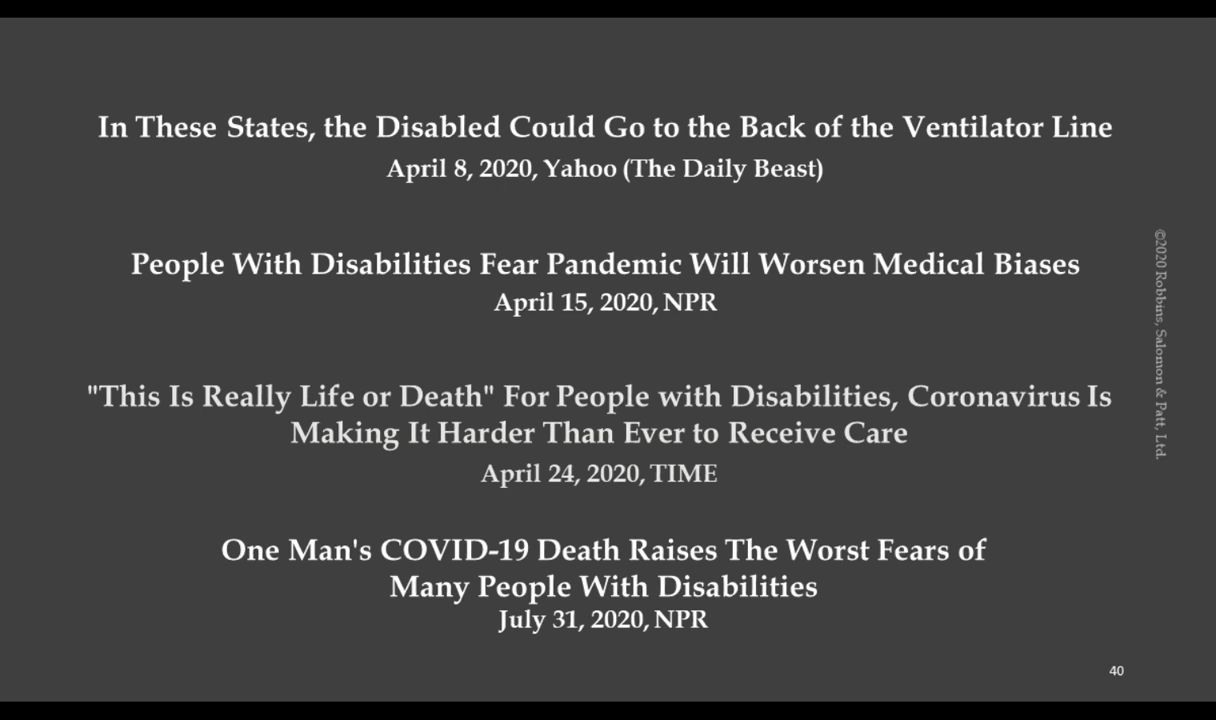 In These States, the Disabled Could Go to the Back of the Ventilator Line
April 8, 2020, Yahoo (The Daily Beast)
People With Disabilities Fear Pandemic Will Worsen Medical Biases
April 15, 2020, NPR
"This Is Really Life or Death" For People with Disabilities, Coronavirus Is
Making It Harder Than Ever to Receive Care
April 24, 2020, TIME
One Man's COVID-19 Death Raises The Worst Fears of
Many People With Disabilities
July 31, 2020, NPR
©2020 Robbins, Salomon & Patt, Ltd.
40